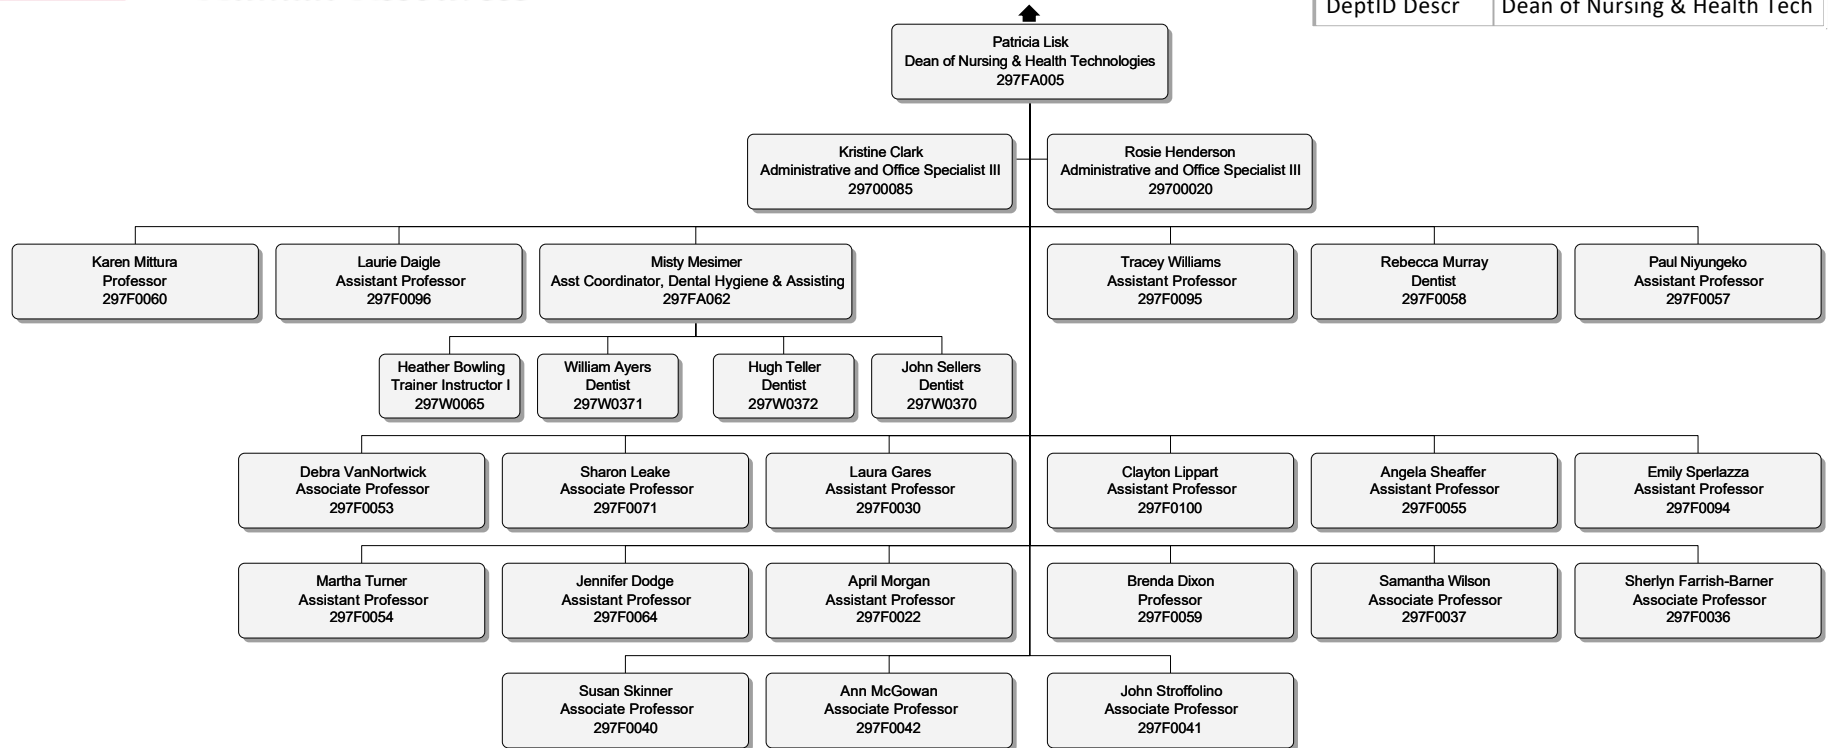 DeptID Descr Dean of Nursing & Health Tech
Patricia Lisk
Dean of Nursing & Health Technologies
297FA005
Kristine Clark
Administrative and Office Specialist III
29700085
Rosie Henderson
Administrative and Office Specialist III
29700020
Karen Mittura
Professor
297F0060
Laurie Daigle
Assistant Professor
297F0096
Misty Mesimer
Asst Coordinator, Dental Hygiene & Assisting
297FA062
Tracey Williams
Assistant Professor
297F0095
Rebecca Murray
Dentist
297F0058
Paul Niyungeko
Assistant Professor
297F0057
Heather Bowling
Trainer Instructor I
297W0065
William Ayers
Dentist
297W0371
Hugh Teller
Dentist
297W0372
John Sellers
Dentist
297W0370
Debra VanNortwick
Associate Professor
297F0053
Sharon Leake
Associate Professor
297F0071
Laura Gares
Assistant Professor
297F0030
Clayton Lippart
Assistant Professor
297F0100
Angela Sheaffer
Assistant Professor
297F0055
Emily Sperlazza
Assistant Professor
297F0094
Martha Turner
Assistant Professor
297F0054
Jennifer Dodge
Assistant Professor
297F0064
April Morgan
Assistant Professor
297F0022
Brenda Dixon
Professor
297F0059
Samantha Wilson
Associate Professor
297F0037
Sherlyn Farrish-Barner
Associate Professor
297F0036
Susan Skinner
Associate Professor
297F0040
Ann McGowan
Associate Professor
297F0042
John Stroffolino
Associate Professor
297F0041